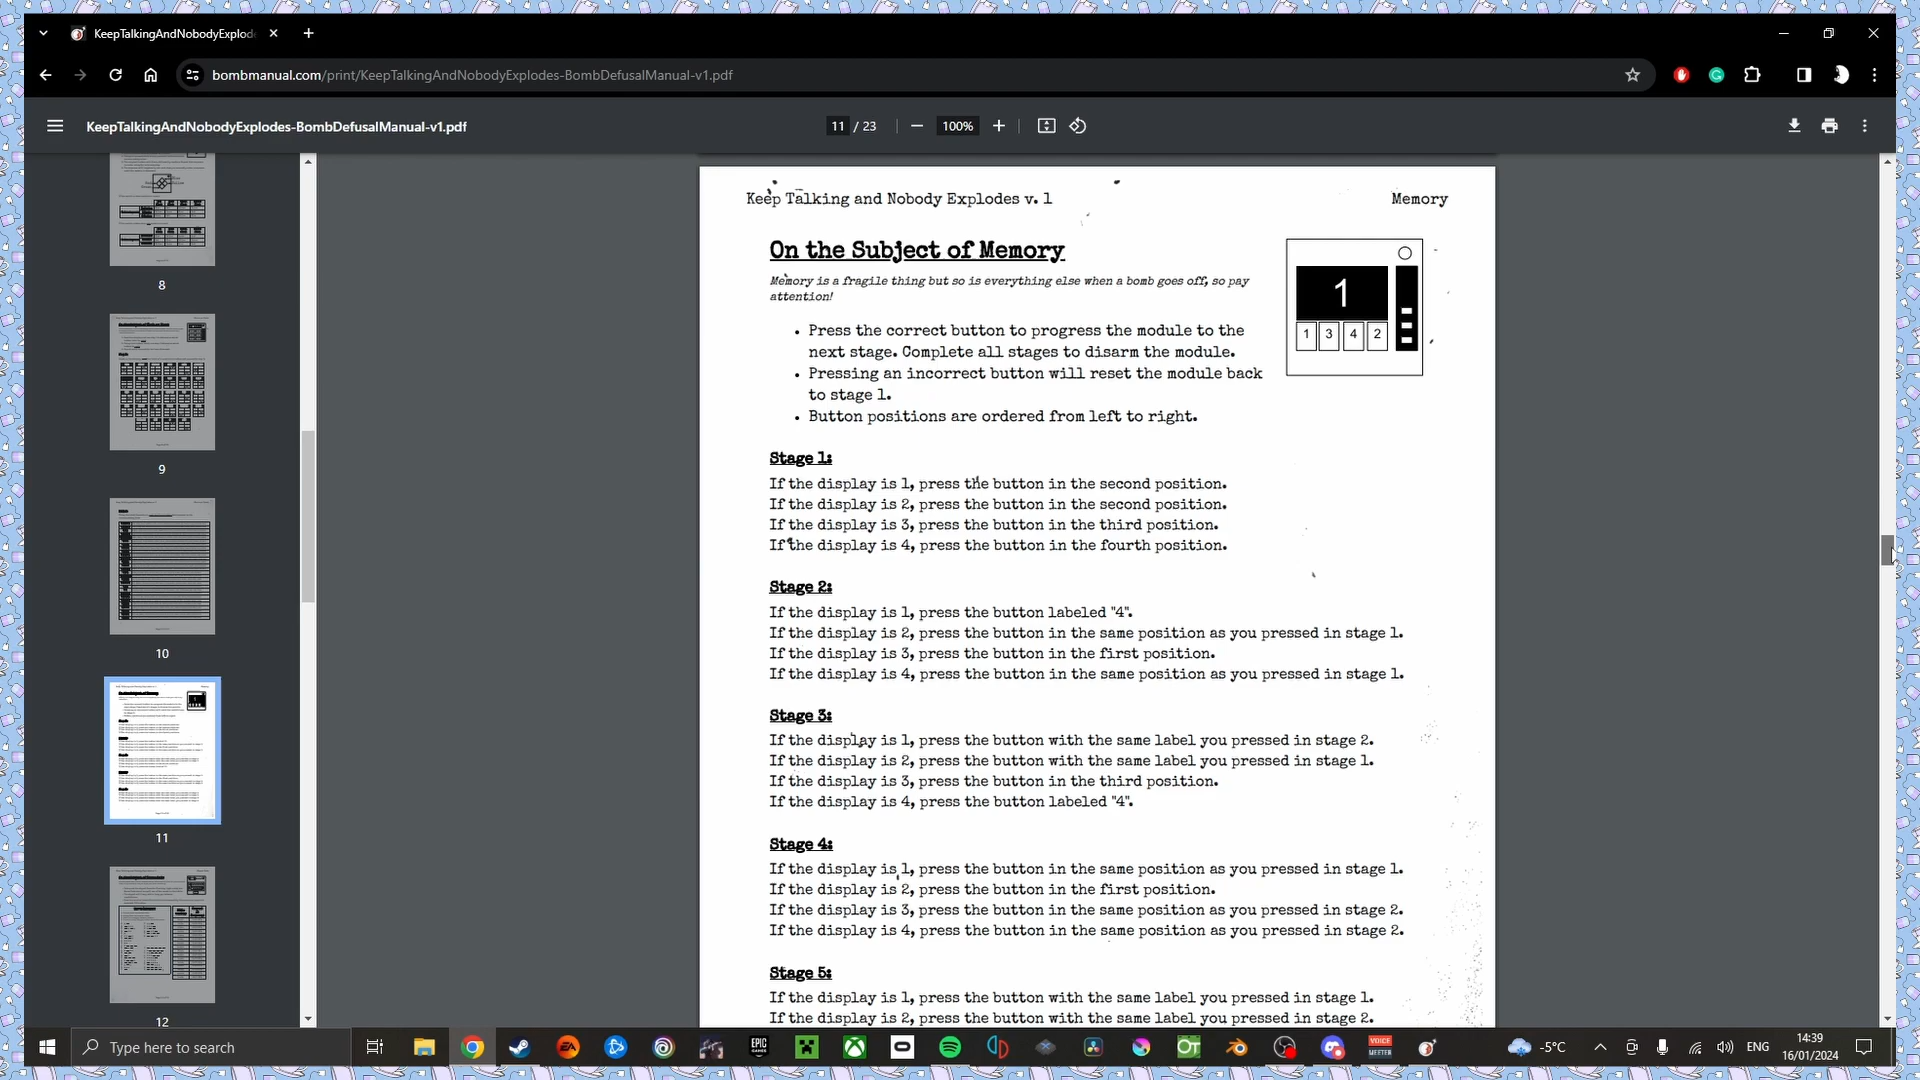 KeepTalkingAndNobodyExplod
bombmanual.com/print/KeepTalkingAndNobodyExplodes-BombDefusalManual-v1.pdf
KeepTalkingAndNobodyExplodes-BombDefusalManual-v1.pdf
11 / 23
100%
8
9
10
11
12
Keep Talking and Nobody Explodes v. 1
Memory
On the Subject of Memory
Memory is a fragile thing but so is everything else when a bomb goes off, so pay
attention!
1
1 3 4 2
• Press the correct button to progress the module to the
next stage. Complete all stages to disarm the module.
• Pressing an incorrect button will reset the module back
to stage 1.
• Button positions are ordered from left to right.
Stage 1:
If the display is 1, press the button in the second position.
If the display is 2, press the button in the second position.
If the display is 3, press the button in the third position.
If the display is 4, press the button in the fourth position.
Stage 2:
If the display is 1, press the button labeled "4".
If the display is 2, press the button in the same position as you pressed in stage 1.
If the display is 3, press the button in the first position.
If the display is 4, press the button in the same position as you pressed in stage 1.
Stage 3:
If the display is 1, press the button with the same label you pressed in stage 2.
If the display is 2, press the button with the same label you pressed in stage 1.
If the display is 3, press the button in the third position.
If the display is 4, press the button labeled "4".
Stage 4:
If the display is 1, press the button in the same position as you pressed in stage 1.
If the display is 2, press the button in the first position.
If the display is 3, press the button in the same position as you pressed in stage 2.
If the display is 4, press the button in the same position as you pressed in stage 2.
Stage 5:
If the display is 1, press the button with the same label you pressed in stage 1.
If the display is 2, press the button with the same label you pressed in stage 2.
Type here to search
EA
EPIC
GAMES
VOICE
MEETER
-5°C
ENG
14:39
16/01/2024